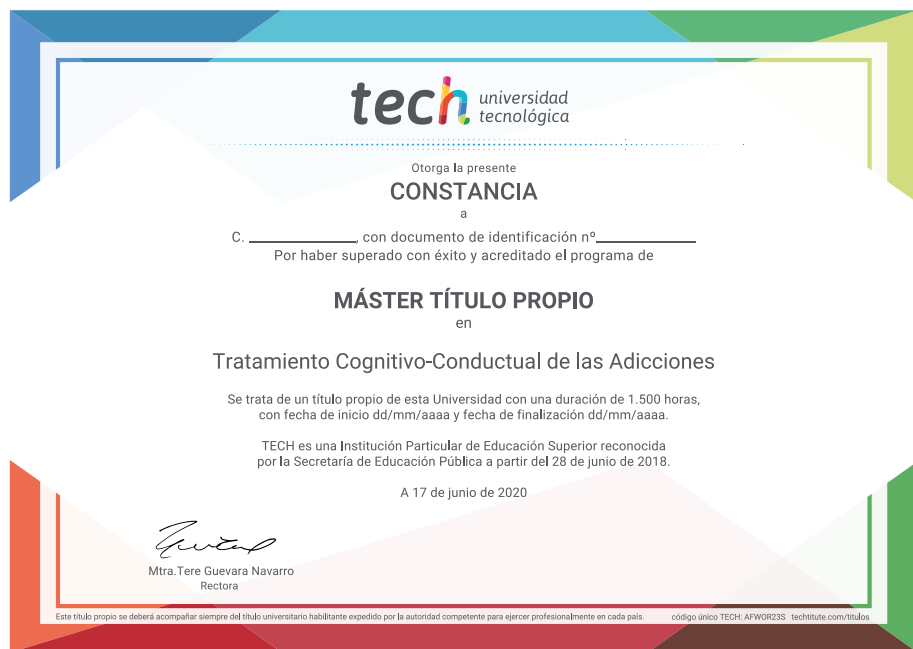 tech universidad
tecnológica
Otorga la presente
CONSTANCIA
a
C. ____________, con documento de identificación nº___________
Por haber superado con éxito y acreditado el programa de
MÁSTER TÍTULO PROPIO
en
Tratamiento Cognitivo-Conductual de las Adicciones
Se trata de un título propio de esta Universidad con una duración de 1.500 horas,
con fecha de inicio dd/mm/aaaa y fecha de finalización dd/mm/aaaa.
TECH es una Institución Particular de Educación Superior reconocida
por la Secretaría de Educación Pública a partir del 28 de junio de 2018.
A 17 de junio de 2020
Mtra.Tere Guevara Navarro
Rectora
Este título propio se deberá acompañar siempre del título universitario habilitante expedido por la autoridad competente para ejercer profesionalmente en cada país. código único TECH: AFWOR23S techtitute.com/titulos